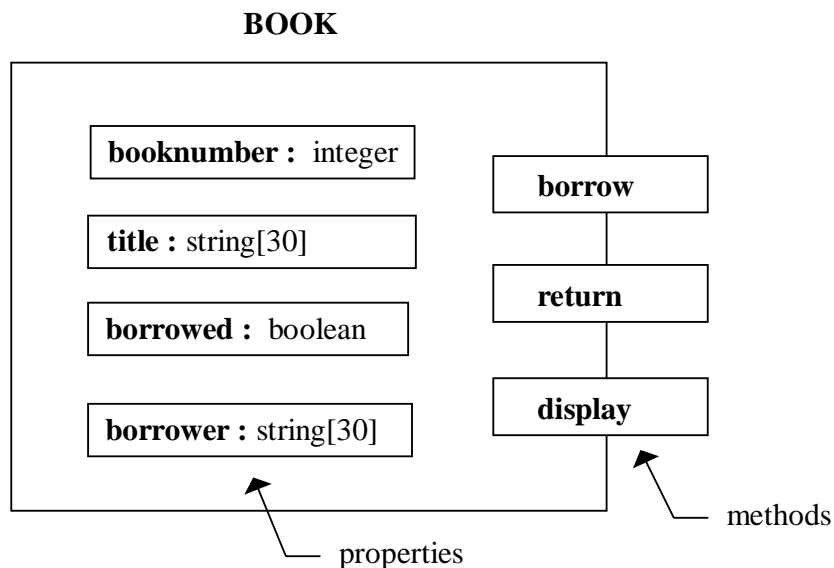 BOOK
booknumber : integer
title : string[30]
borrowed : boolean
borrower : string[30]
borrow
return
display
methods
properties